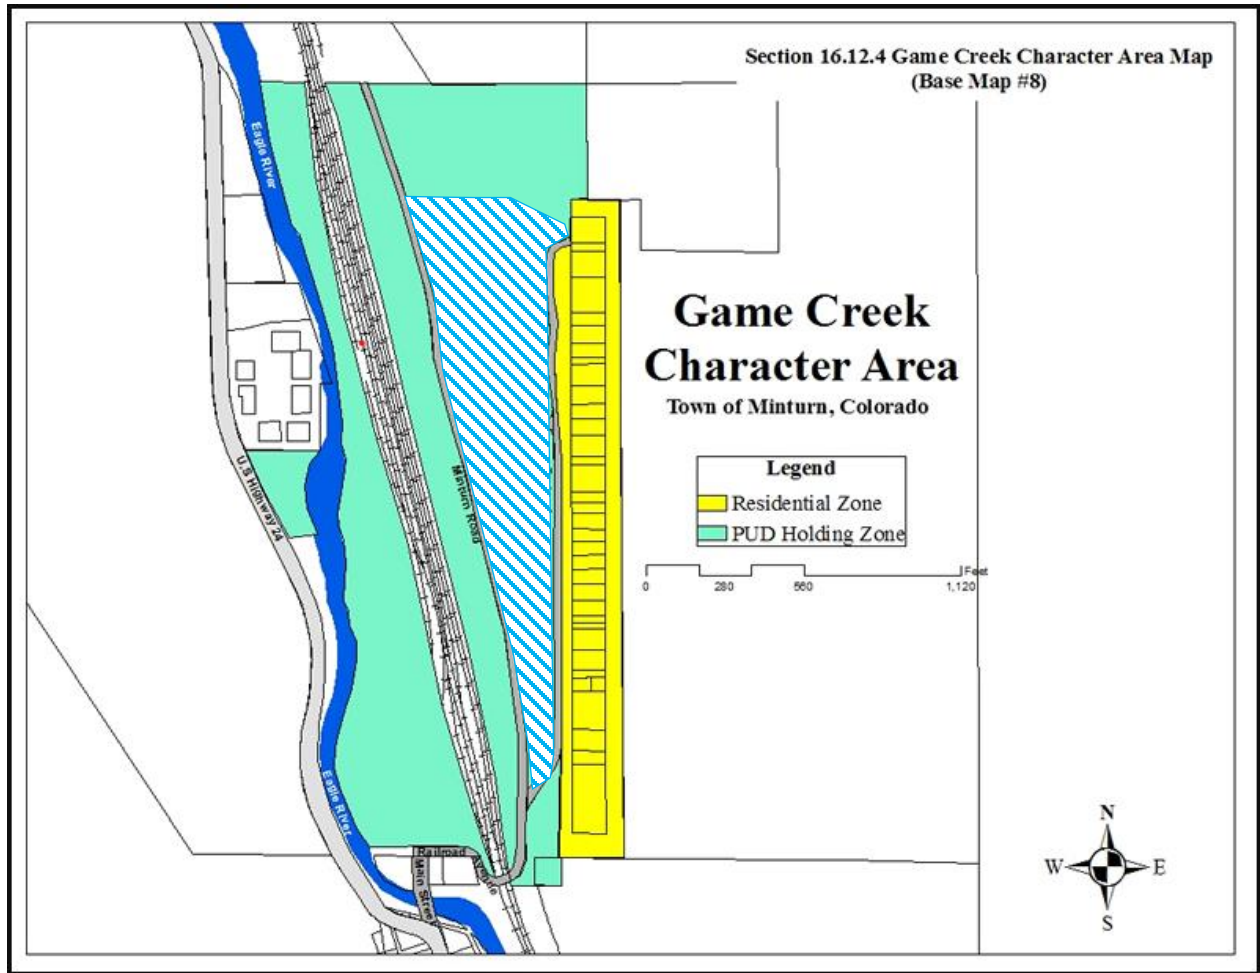 Section 16.12.4 Game Creek Character Area Map
(Base Map #8)
Eagle River
Game Creek
Character Area
Town of Minturn, Colorado
Legend
Residential Zone
PUD Holding Zone
U.S Highway 24
Minturn Road
Feet
0 280 560 1,120
Eagle River
Railroad
Avenue
Main Street
N
W E
S